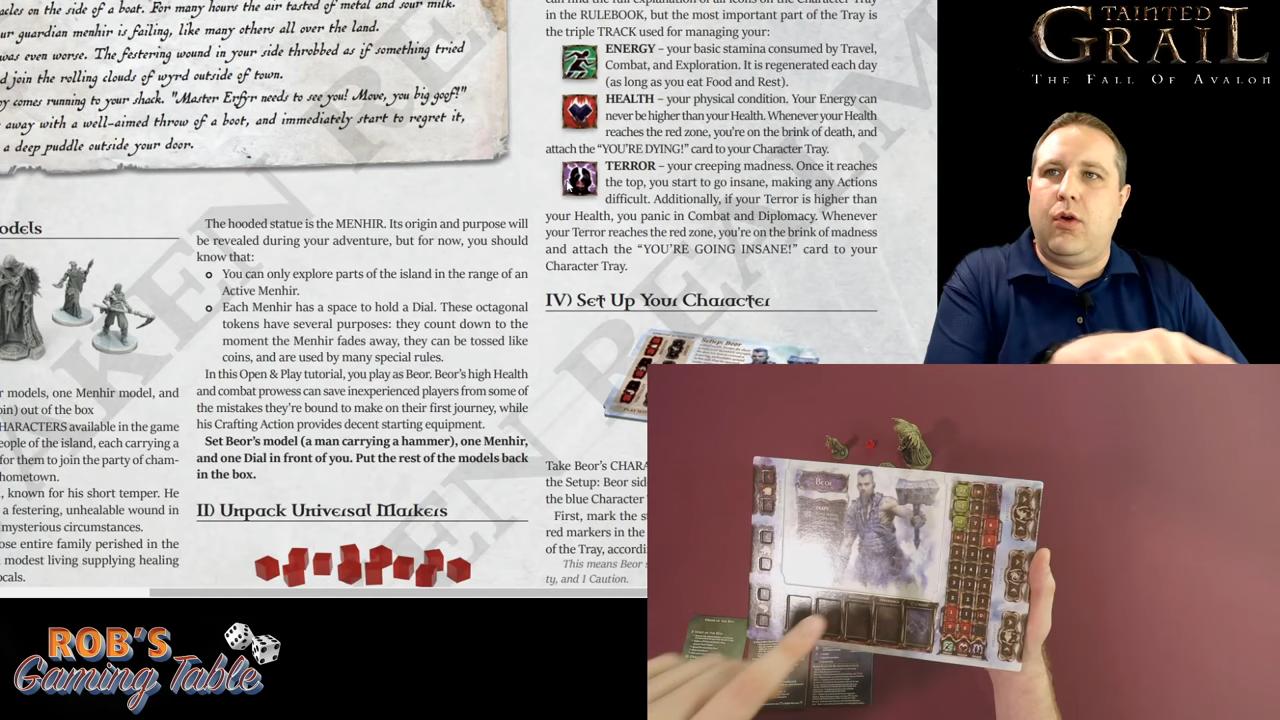 acles on the side of a boat. For many hours the air tasted of metal and sour milk.
ur guardian menhir is failing, like many others all over the land.
was even worse. The festering wound in your side throbbed as if something tried
d join the rolling clouds of wyrd outside of town.
oy comes running to your shack. "Master Erfyr needs to see you! Move, you big goof!"
away with a well-aimed throw of a boot, and immediately start to regret it,
a deep puddle outside your door.
odels
r models, one Menhir model, and
oin) out of the box
HARACTERS available in the game
eople of the island, each carrying a
for them to join the party of cham-
hometown.
, known for his short temper. He
a festering, unhealable wound in
mysterious circumstances.
ose entire family perished in the
modest living supplying healing
ocals.
The hooded statue is the MENHIR. Its origin and purpose will
be revealed during your adventure, but for now, you should
know that:
You can only explore parts of the island in the range of an
Active Menhir.
Each Menhir has a space to hold a Dial. These octagonal
tokens have several purposes: they count down to the
moment the Menhir fades away, they can be tossed like
coins, and are used by many special rules.
In this Open & Play tutorial, you play as Beor. Beor's high Health
and combat prowess can save inexperienced players from some of
the mistakes they're bound to make on their first journey, while
his Crafting Action provides decent starting equipment.
Set Beor's model (a man carrying a hammer), one Menhir,
and one Dial in front of you. Put the rest of the models back
in the box.
II) Unpack Universal Markers
can find the full explanation of all icons on the Character Tray
in the RULEBOOK, but the most important part of the Tray is
the triple TRACK used for managing your:
ENERGY – your basic stamina consumed by Travel,
Combat, and Exploration. It is regenerated each day
(as long as you eat Food and Rest).
HEALTH – your physical condition. Your Energy can
never be higher than your Health. Whenever your Health
reaches the red zone, you're on the brink of death, and
attach the "YOU'RE DYING!" card to your Character Tray.
TERROR – your creeping madness. Once it reaches
the top, you start to go insane, making any Actions
difficult. Additionally, if your Terror is higher than
your Health, you panic in Combat and Diplomacy. Whenever
your Terror reaches the red zone, you're on the brink of madness
and attach the "YOU'RE GOING INSANE!" card to your
Character Tray.
IV) Set Up Your Character
Setup: Beor
Take Beor's CHARA
the Setup: Beor sid
the blue Character
First, mark the s
red markers in the
of the Tray, accordi
This means Beor s
ty, and 1 Caution.
TAINTED
GRAIL
THE FALL OF AVALON
BEOR
ROB'S
Gaming Table